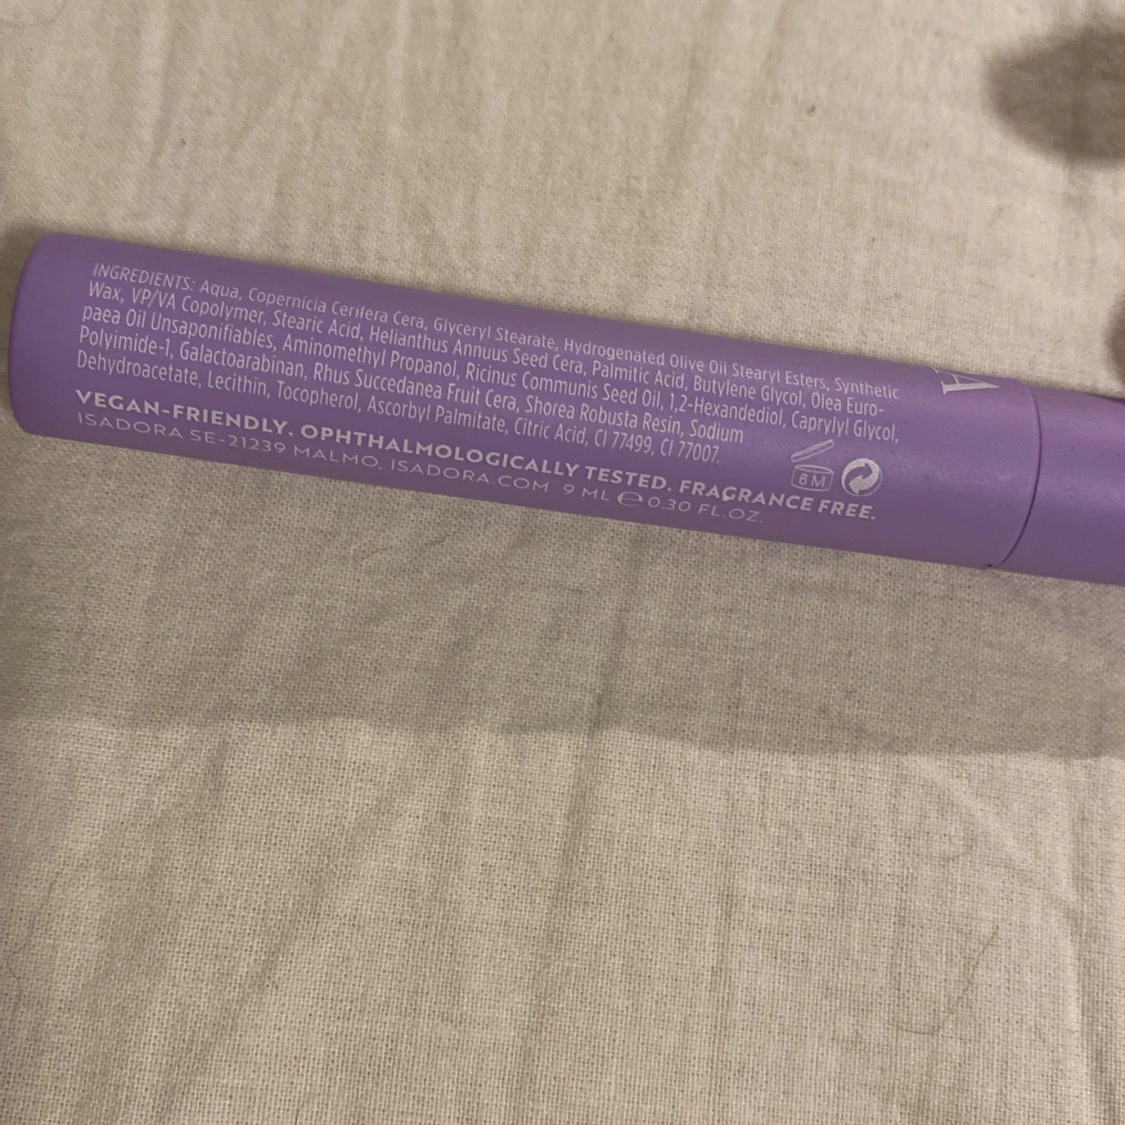 INGREDIENTS: Aqua, Copernicia Cerifera Cera, Glyceryl Stearate, Hydrogenated Olive Oil Stearyl Esters, Synthetic
Wax, VP/VA Copolymer, Stearic Acid, Helianthus Annuus Seed Cera, Palmitic Acid, Butylene Glycol, Olea Euro-
paea Oil Unsaponifiables, Aminomethyl Propanol, Ricinus Communis Seed Oil, 1,2-Hexandediol, Caprylyl Glycol,
Polyimide-1, Galactoarabinan, Rhus Succedanea Fruit Cera, Shorea Robusta Resin, Sodium
Dehydroacetate, Lecithin, Tocopherol, Ascorbyl Palmitate, Citric Acid, CI 77499, CI 77007.
6 M
VEGAN-FRIENDLY. OPHTHALMOLOGICALLY TESTED. FRAGRANCE FREE.
ISADORA SE-21239 MALMO, ISADORA.COM 9 ML ℮ 0.30 FL.OZ.
A